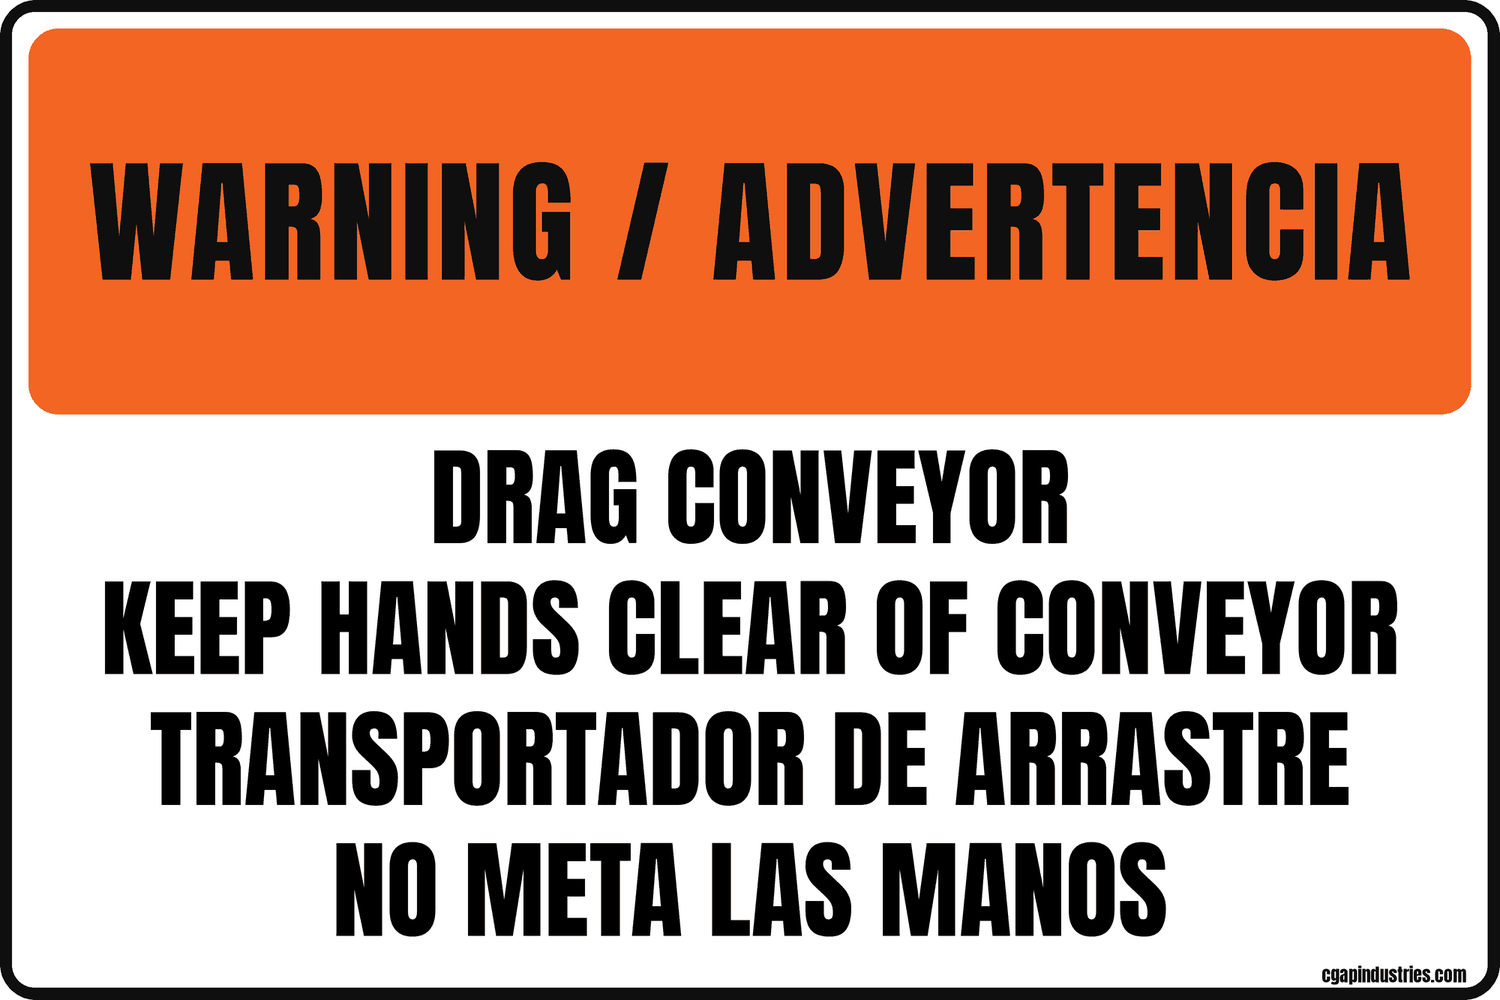 WARNING / ADVERTENCIA
DRAG CONVEYOR
KEEP HANDS CLEAR OF CONVEYOR
TRANSPORTADOR DE ARRASTRE
NO META LAS MANOS
cgapindustries.com